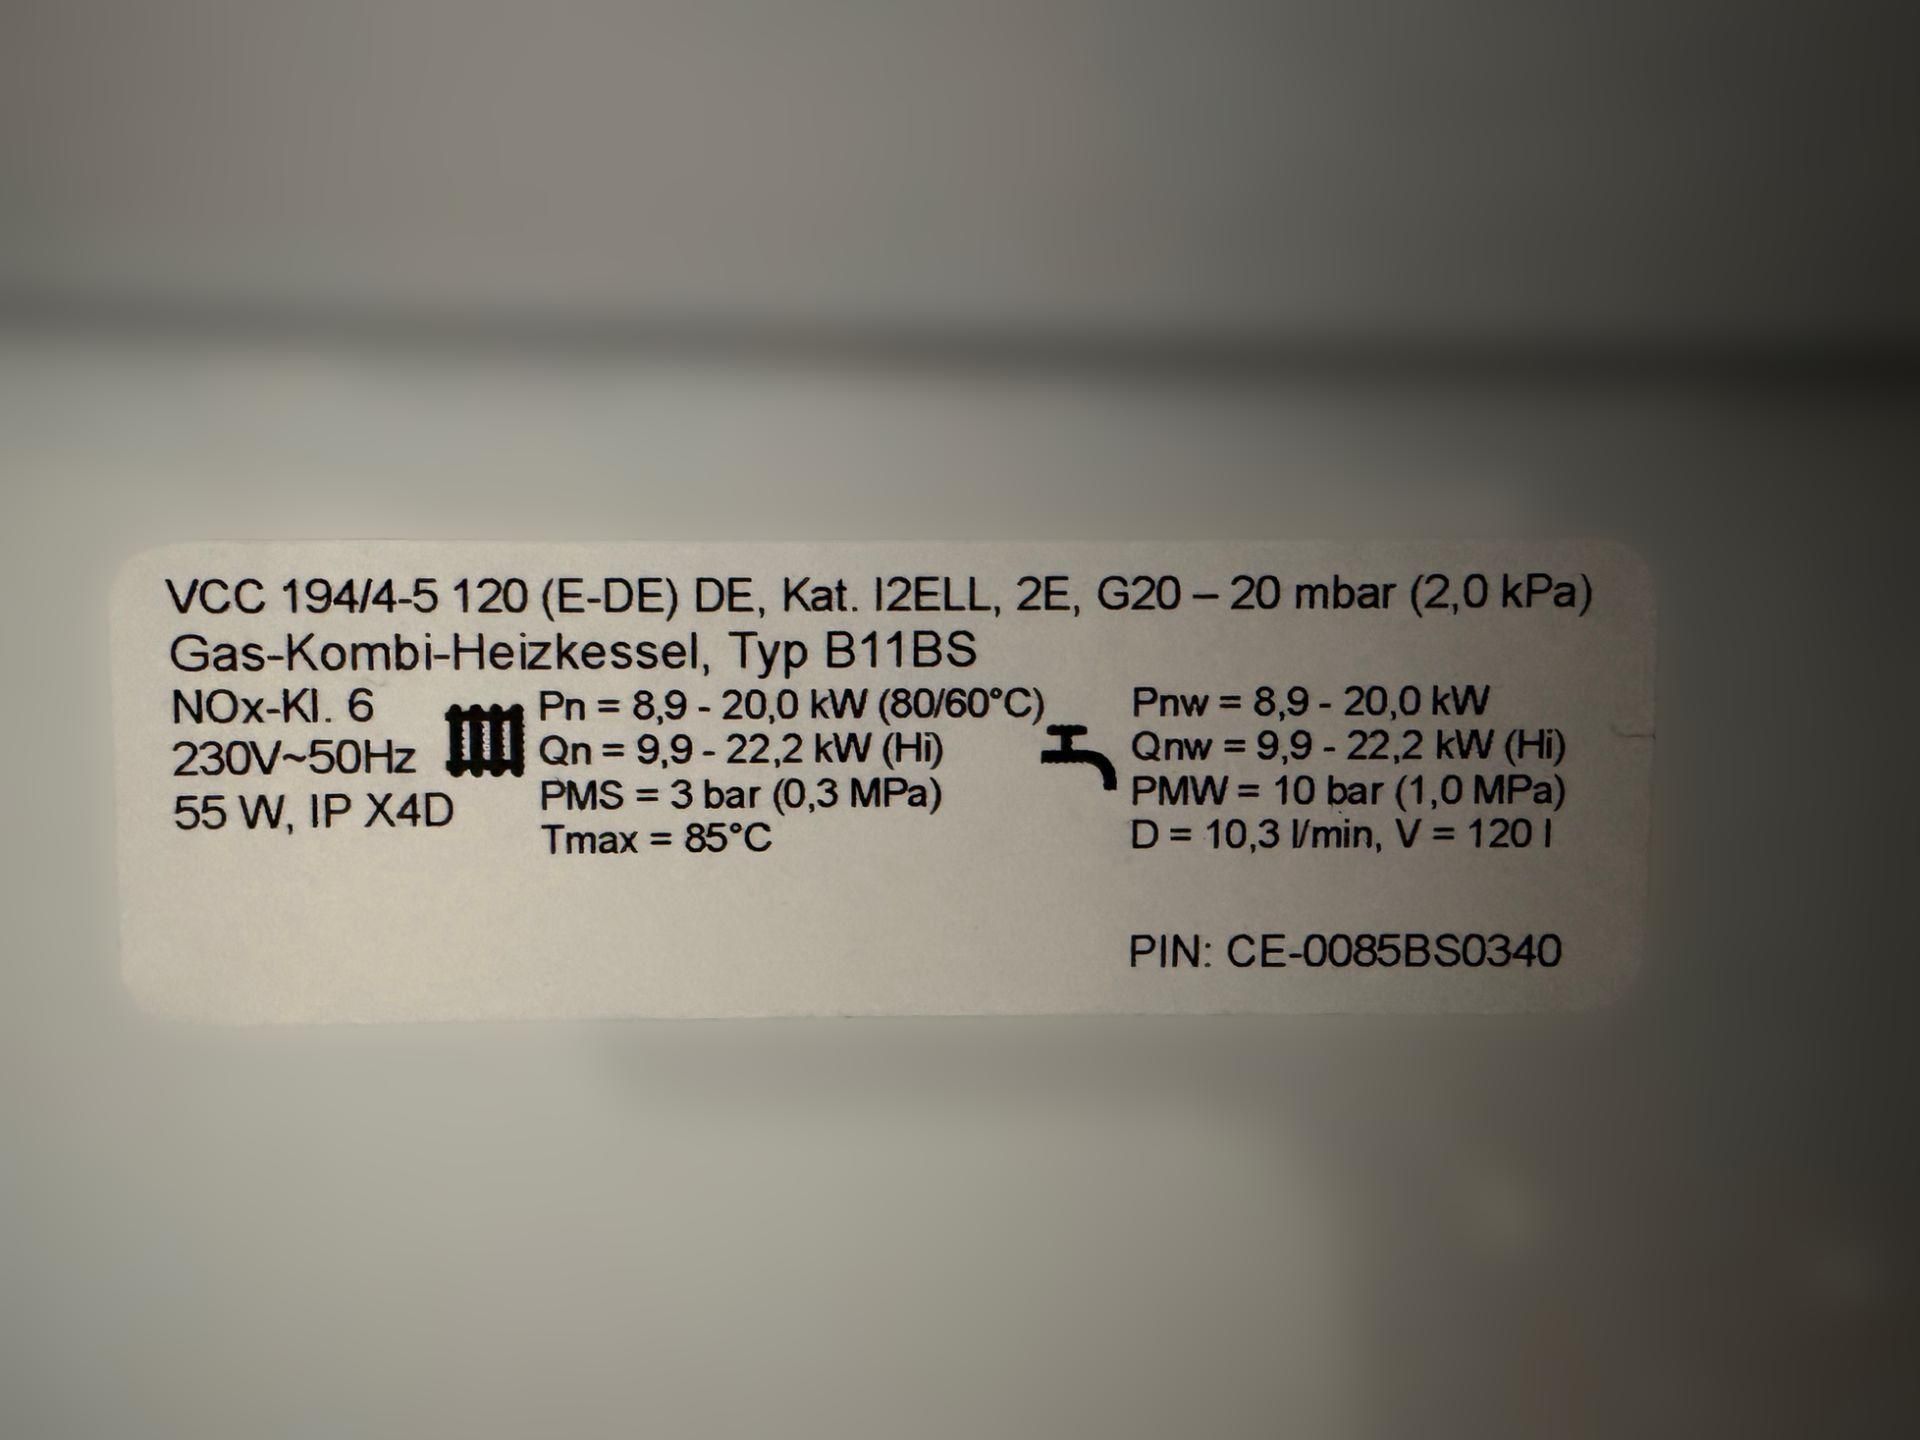 VCC 194/4-5 120 (E-DE) DE, Kat. I2ELL, 2E, G20 – 20 mbar (2,0 kPa)
Gas-Kombi-Heizkessel, Typ B11BS
NOx-Kl. 6
230V~50Hz
55 W, IP X4D
Pn = 8,9 - 20,0 kW (80/60°C)
Qn = 9,9 - 22,2 kW (Hi)
PMS = 3 bar (0,3 MPa)
Tmax = 85°C
Pnw = 8,9 - 20,0 kW
Qnw = 9,9 - 22,2 kW (Hi)
PMW = 10 bar (1,0 MPa)
D = 10,3 l/min, V = 120 l
PIN: CE-0085BS0340